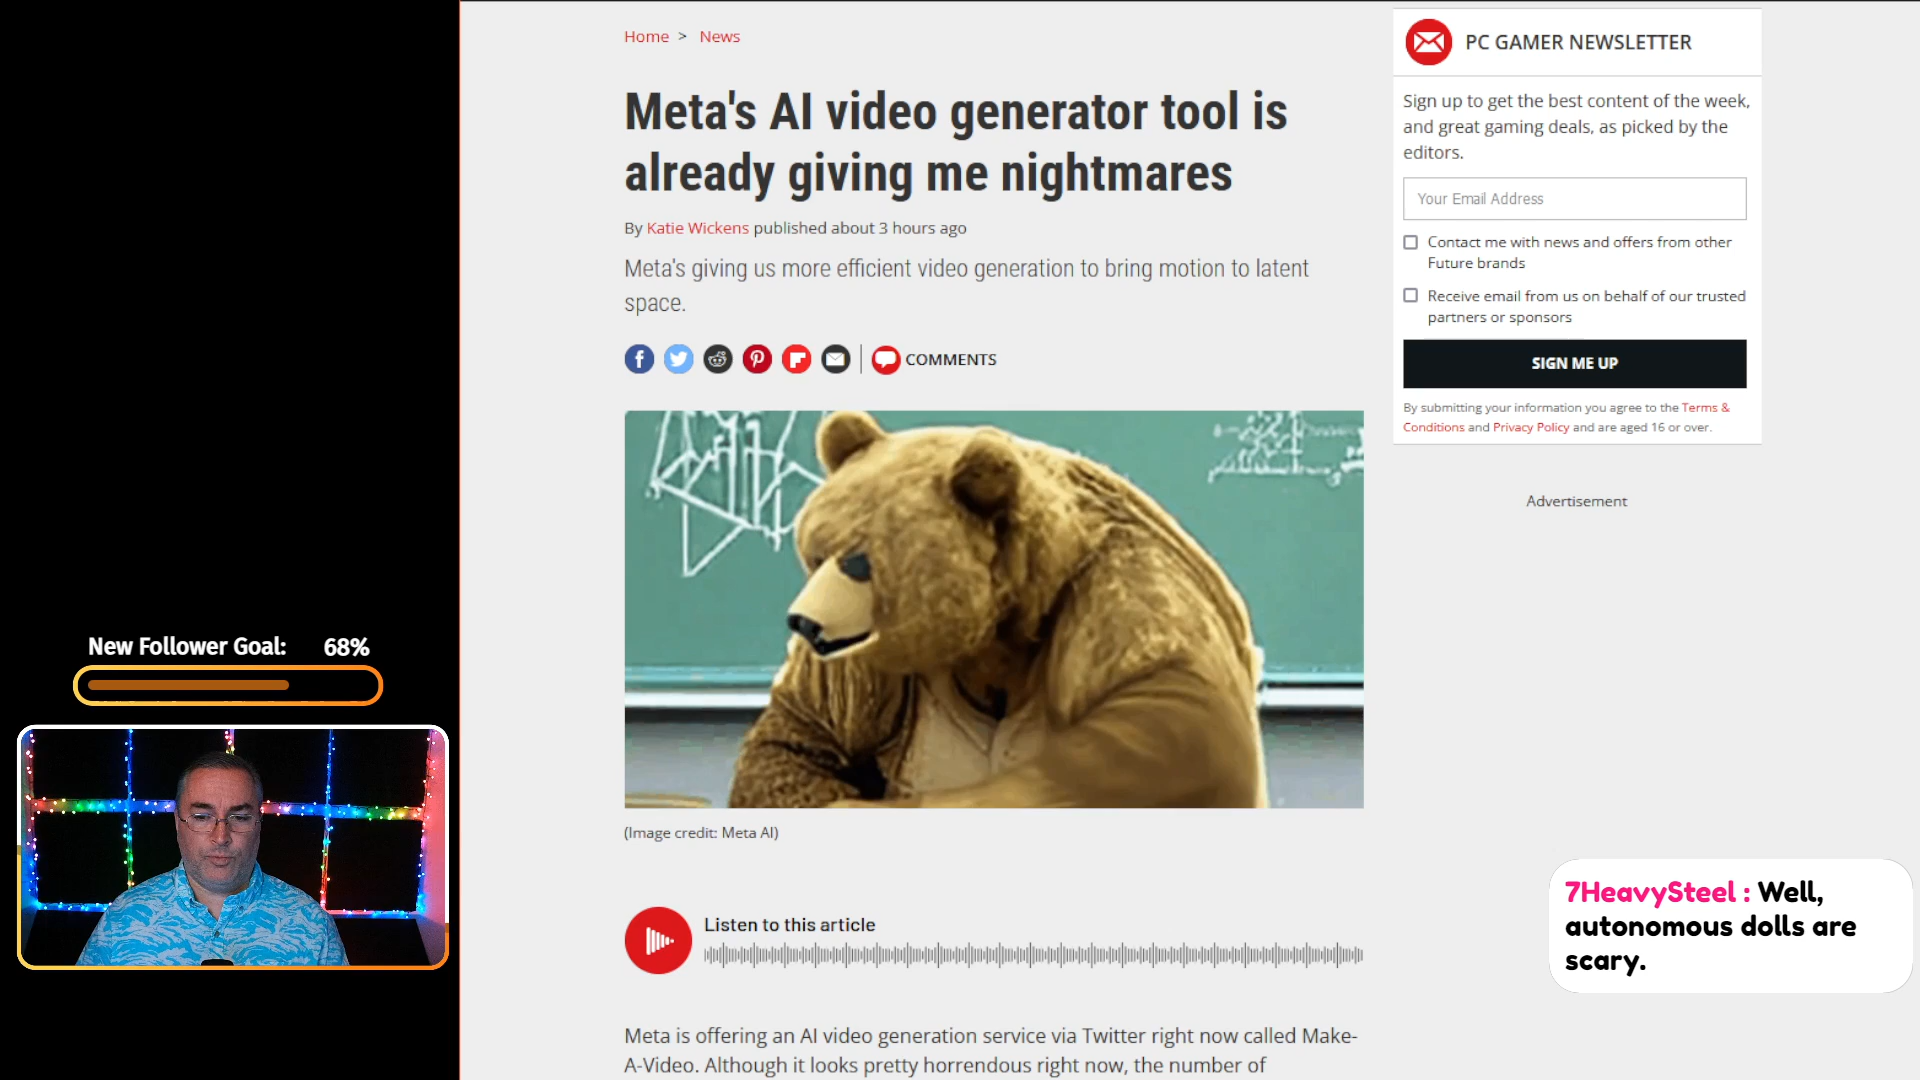 Home > News
Meta's AI video generator tool is
already giving me nightmares
By Katie Wickens published about 3 hours ago
Meta's giving us more efficient video generation to bring motion to latent
space.
COMMENTS
(Image credit: Meta AI)
Listen to this article
Meta is offering an AI video generation service via Twitter right now called Make-
A-Video. Although it looks pretty horrendous right now, the number of
PC GAMER NEWSLETTER
Sign up to get the best content of the week,
and great gaming deals, as picked by the
editors.
Your Email Address
Contact me with news and offers from other
Future brands
Receive email from us on behalf of our trusted
partners or sponsors
SIGN ME UP
By submitting your information you agree to the Terms &
Conditions and Privacy Policy and are aged 16 or over.
Advertisement
New Follower Goal: 68%
7HeavySteel : Well,
autonomous dolls are
scary.